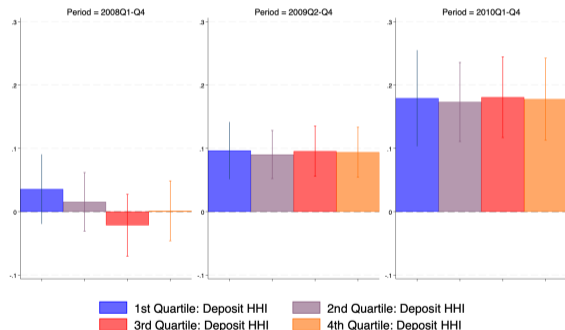 Period = 2008Q1-Q4 Period = 2009Q2-Q4 Period = 2010Q1-Q4
.3 .3 .3
.2 .2 .2
.1 .1 .1
0 0 0
-.1 -.1 -.1
1st Quartile: Deposit HHI 2nd Quartile: Deposit HHI
3rd Quartile: Deposit HHI 4th Quartile: Deposit HHI